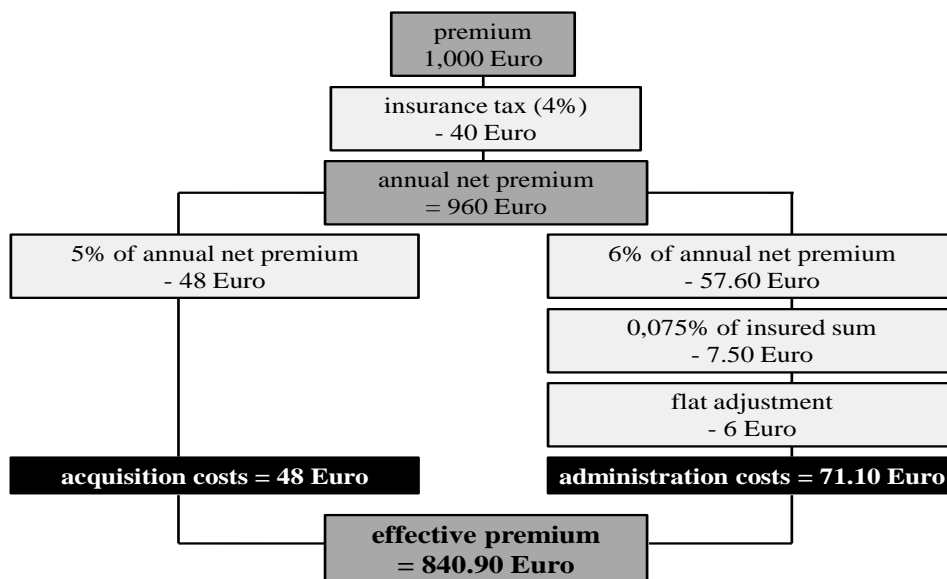 premium
1,000 Euro
insurance tax (4%)
- 40 Euro
annual net premium
= 960 Euro
5% of annual net premium
- 48 Euro
6% of annual net premium
- 57.60 Euro
0,075% of insured sum
- 7.50 Euro
flat adjustment
- 6 Euro
acquisition costs = 48 Euro
administration costs = 71.10 Euro
effective premium
= 840.90 Euro